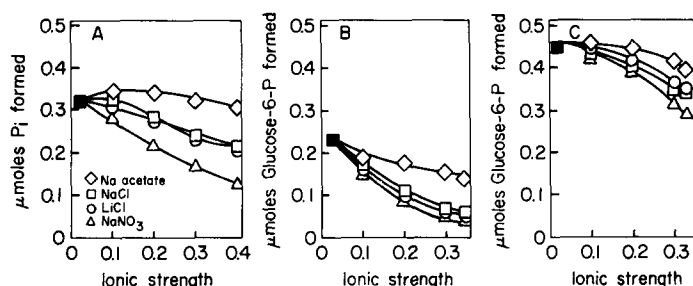 A
B
C
μmoles Pi formed
μmoles Glucose-6-P formed
μmoles Glucose-6-P formed
0.5
0.4
0.3
0.2
0.1
0
0.5
0.4
0.3
0.2
0.1
0
0.5
0.4
0.3
0.2
0.1
0
◇ Na acetate
□ NaCl
○ LiCl
△ NaNO3
0 0.1 0.2 0.3 0.4
0 0.1 0.2 0.3
0 0.1 0.2 0.3
Ionic strength
Ionic strength
Ionic strength